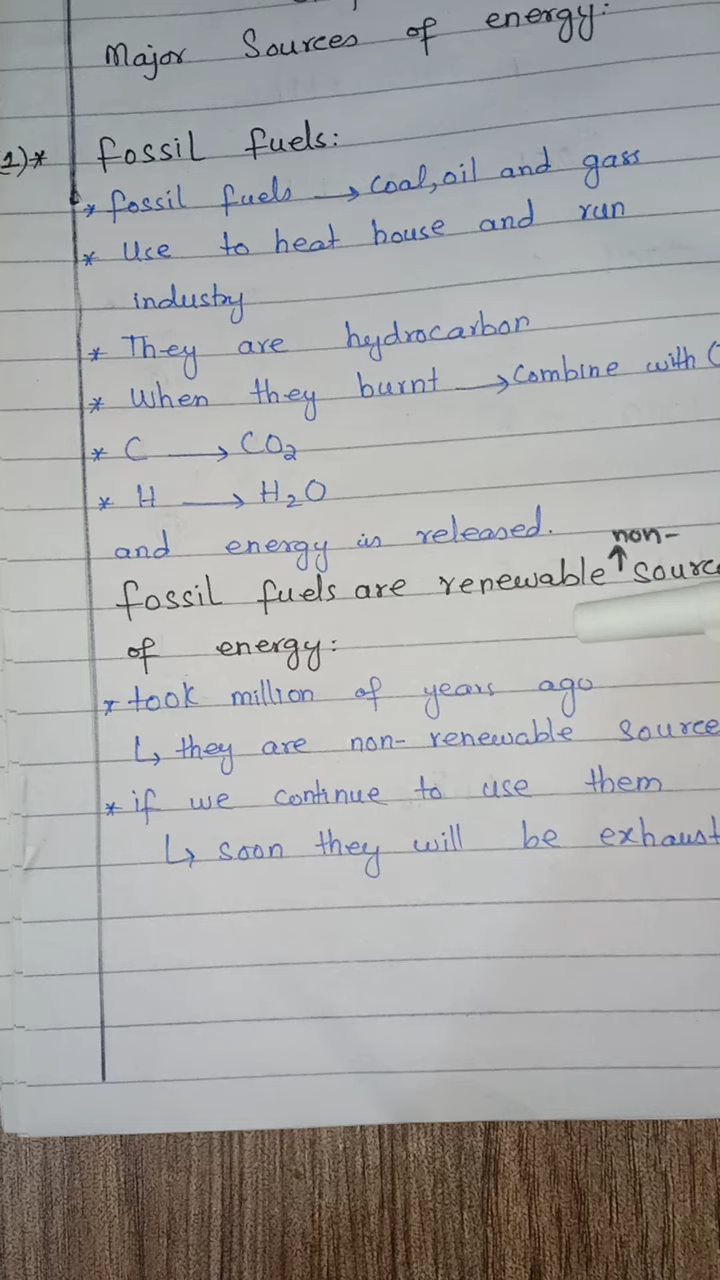 Major Sources of energy:
1)* fossil fuels:
* fossil fuels → coal, oil and gass
* Use to heat house and run
industry
* They are hydrocarbon
* When they burnt → Combine with
* C → CO₂
* H → H₂O
and energy is released.
non-
fossil fuels are renewable ↑ source
of energy:
* took million of years ago
↳ they are non-renewable source
* if we continue to use them
↳ soon they will be exhaust